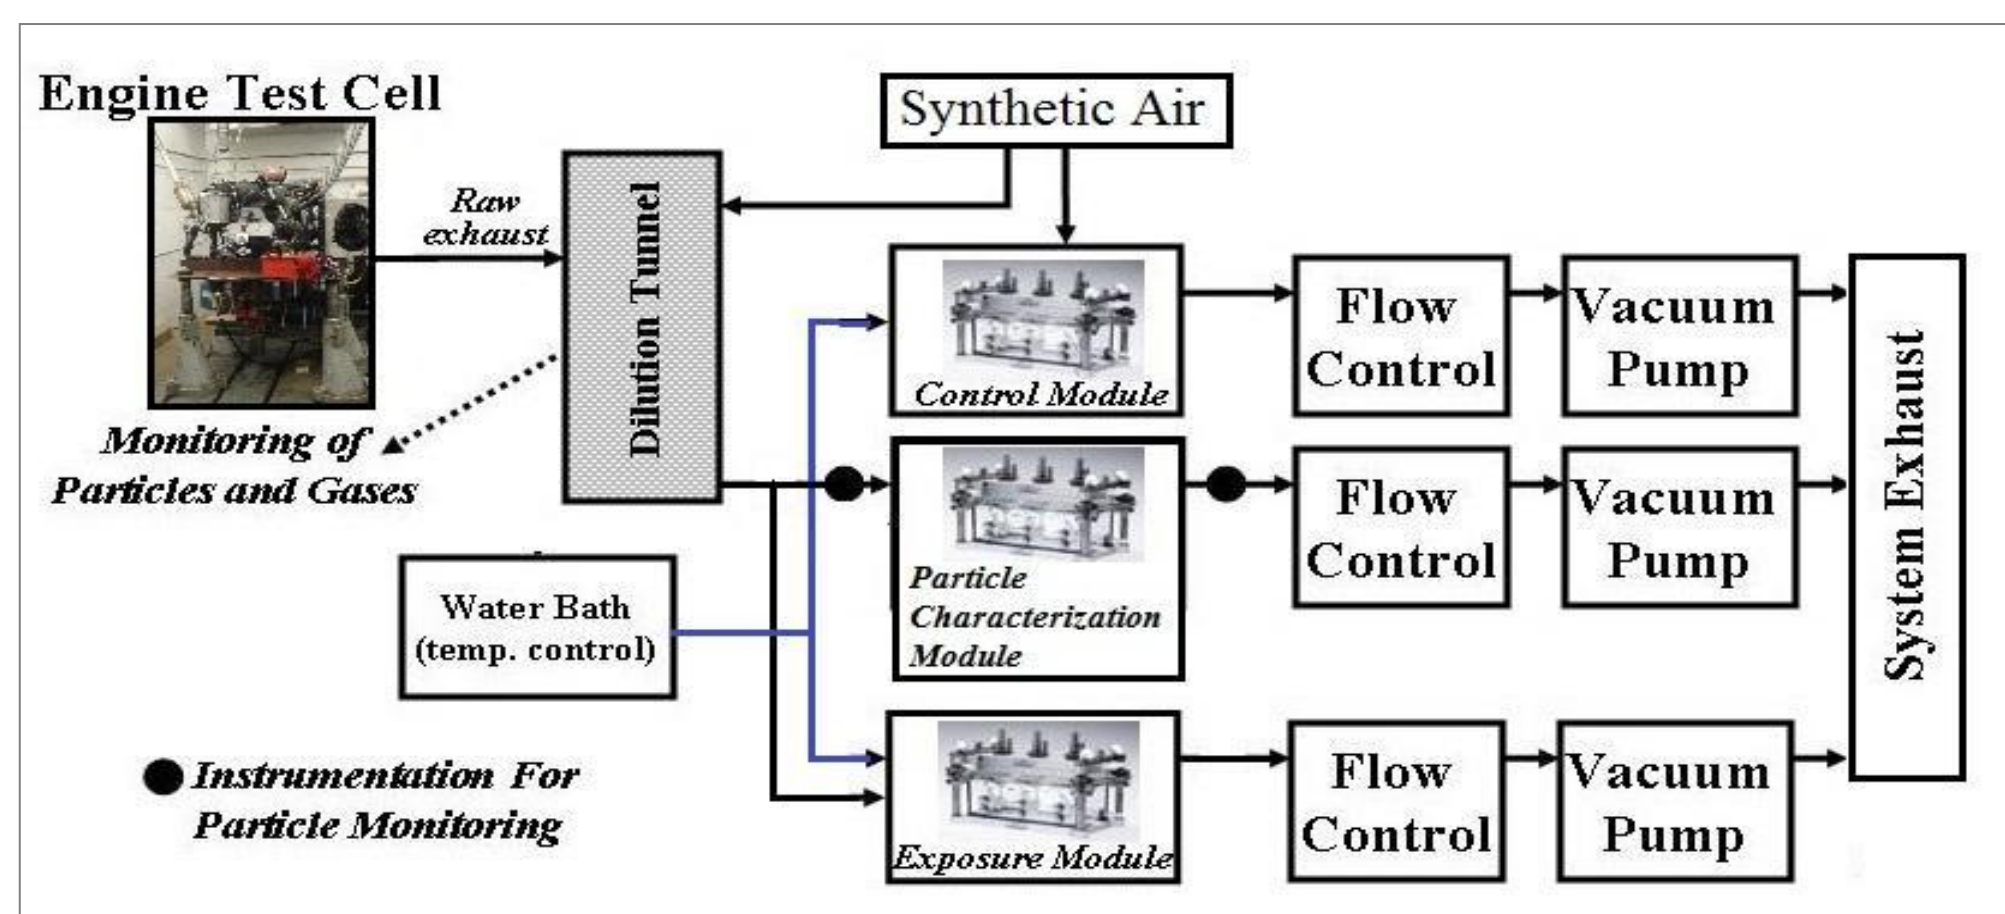 Engine Test Cell
Synthetic Air
Raw
exhaust
Dilution Tunnel
Monitoring of
Particles and Gases
Control Module
Flow
Control
Vacuum
Pump
Particle
Characterization
Module
Flow
Control
Vacuum
Pump
System Exhaust
Water Bath
(temp. control)
Exposure Module
Flow
Control
Vacuum
Pump
Instrumentation For
Particle Monitoring